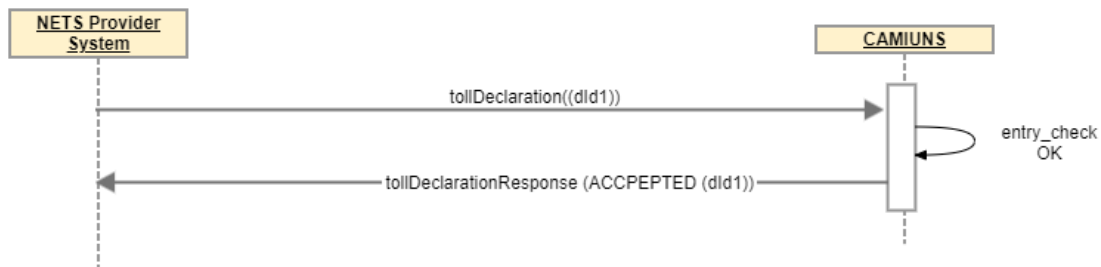 NETS Provider
System
CAMIUNS
tollDeclaration((dId1))
entry_check
OK
tollDeclarationResponse (ACCPEPTED (dId1))